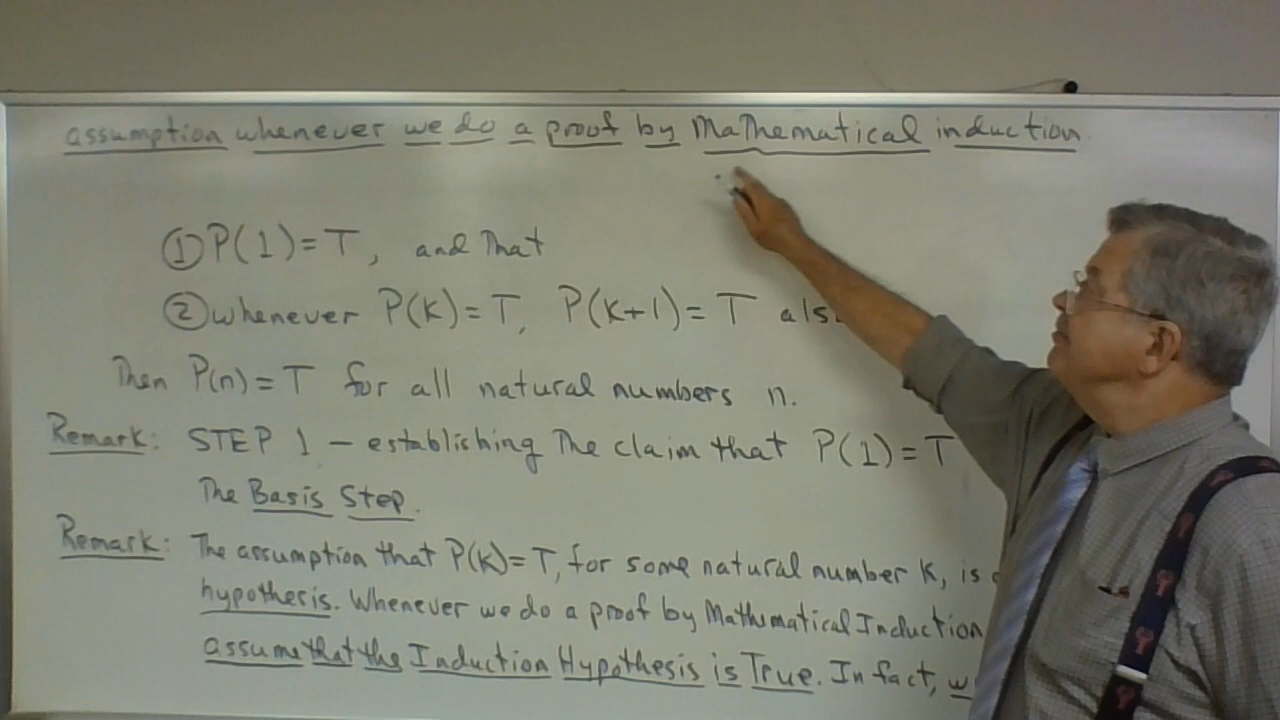 assumption whenever we do a proof by Mathematical induction
① P(1)=T, and That
② whenever P(k)=T, P(k+1)=T
Then P(n)=T for all natural numbers n.
Remark: STEP 1 – establishing The claim that P(1)=T
The Basis Step.
Remark: The assumption that P(k)=T, for some natural number k, is
hypothesis. Whenever we do a proof by Mathematical Induction
assume that the Induction Hypothesis is True. In fact,